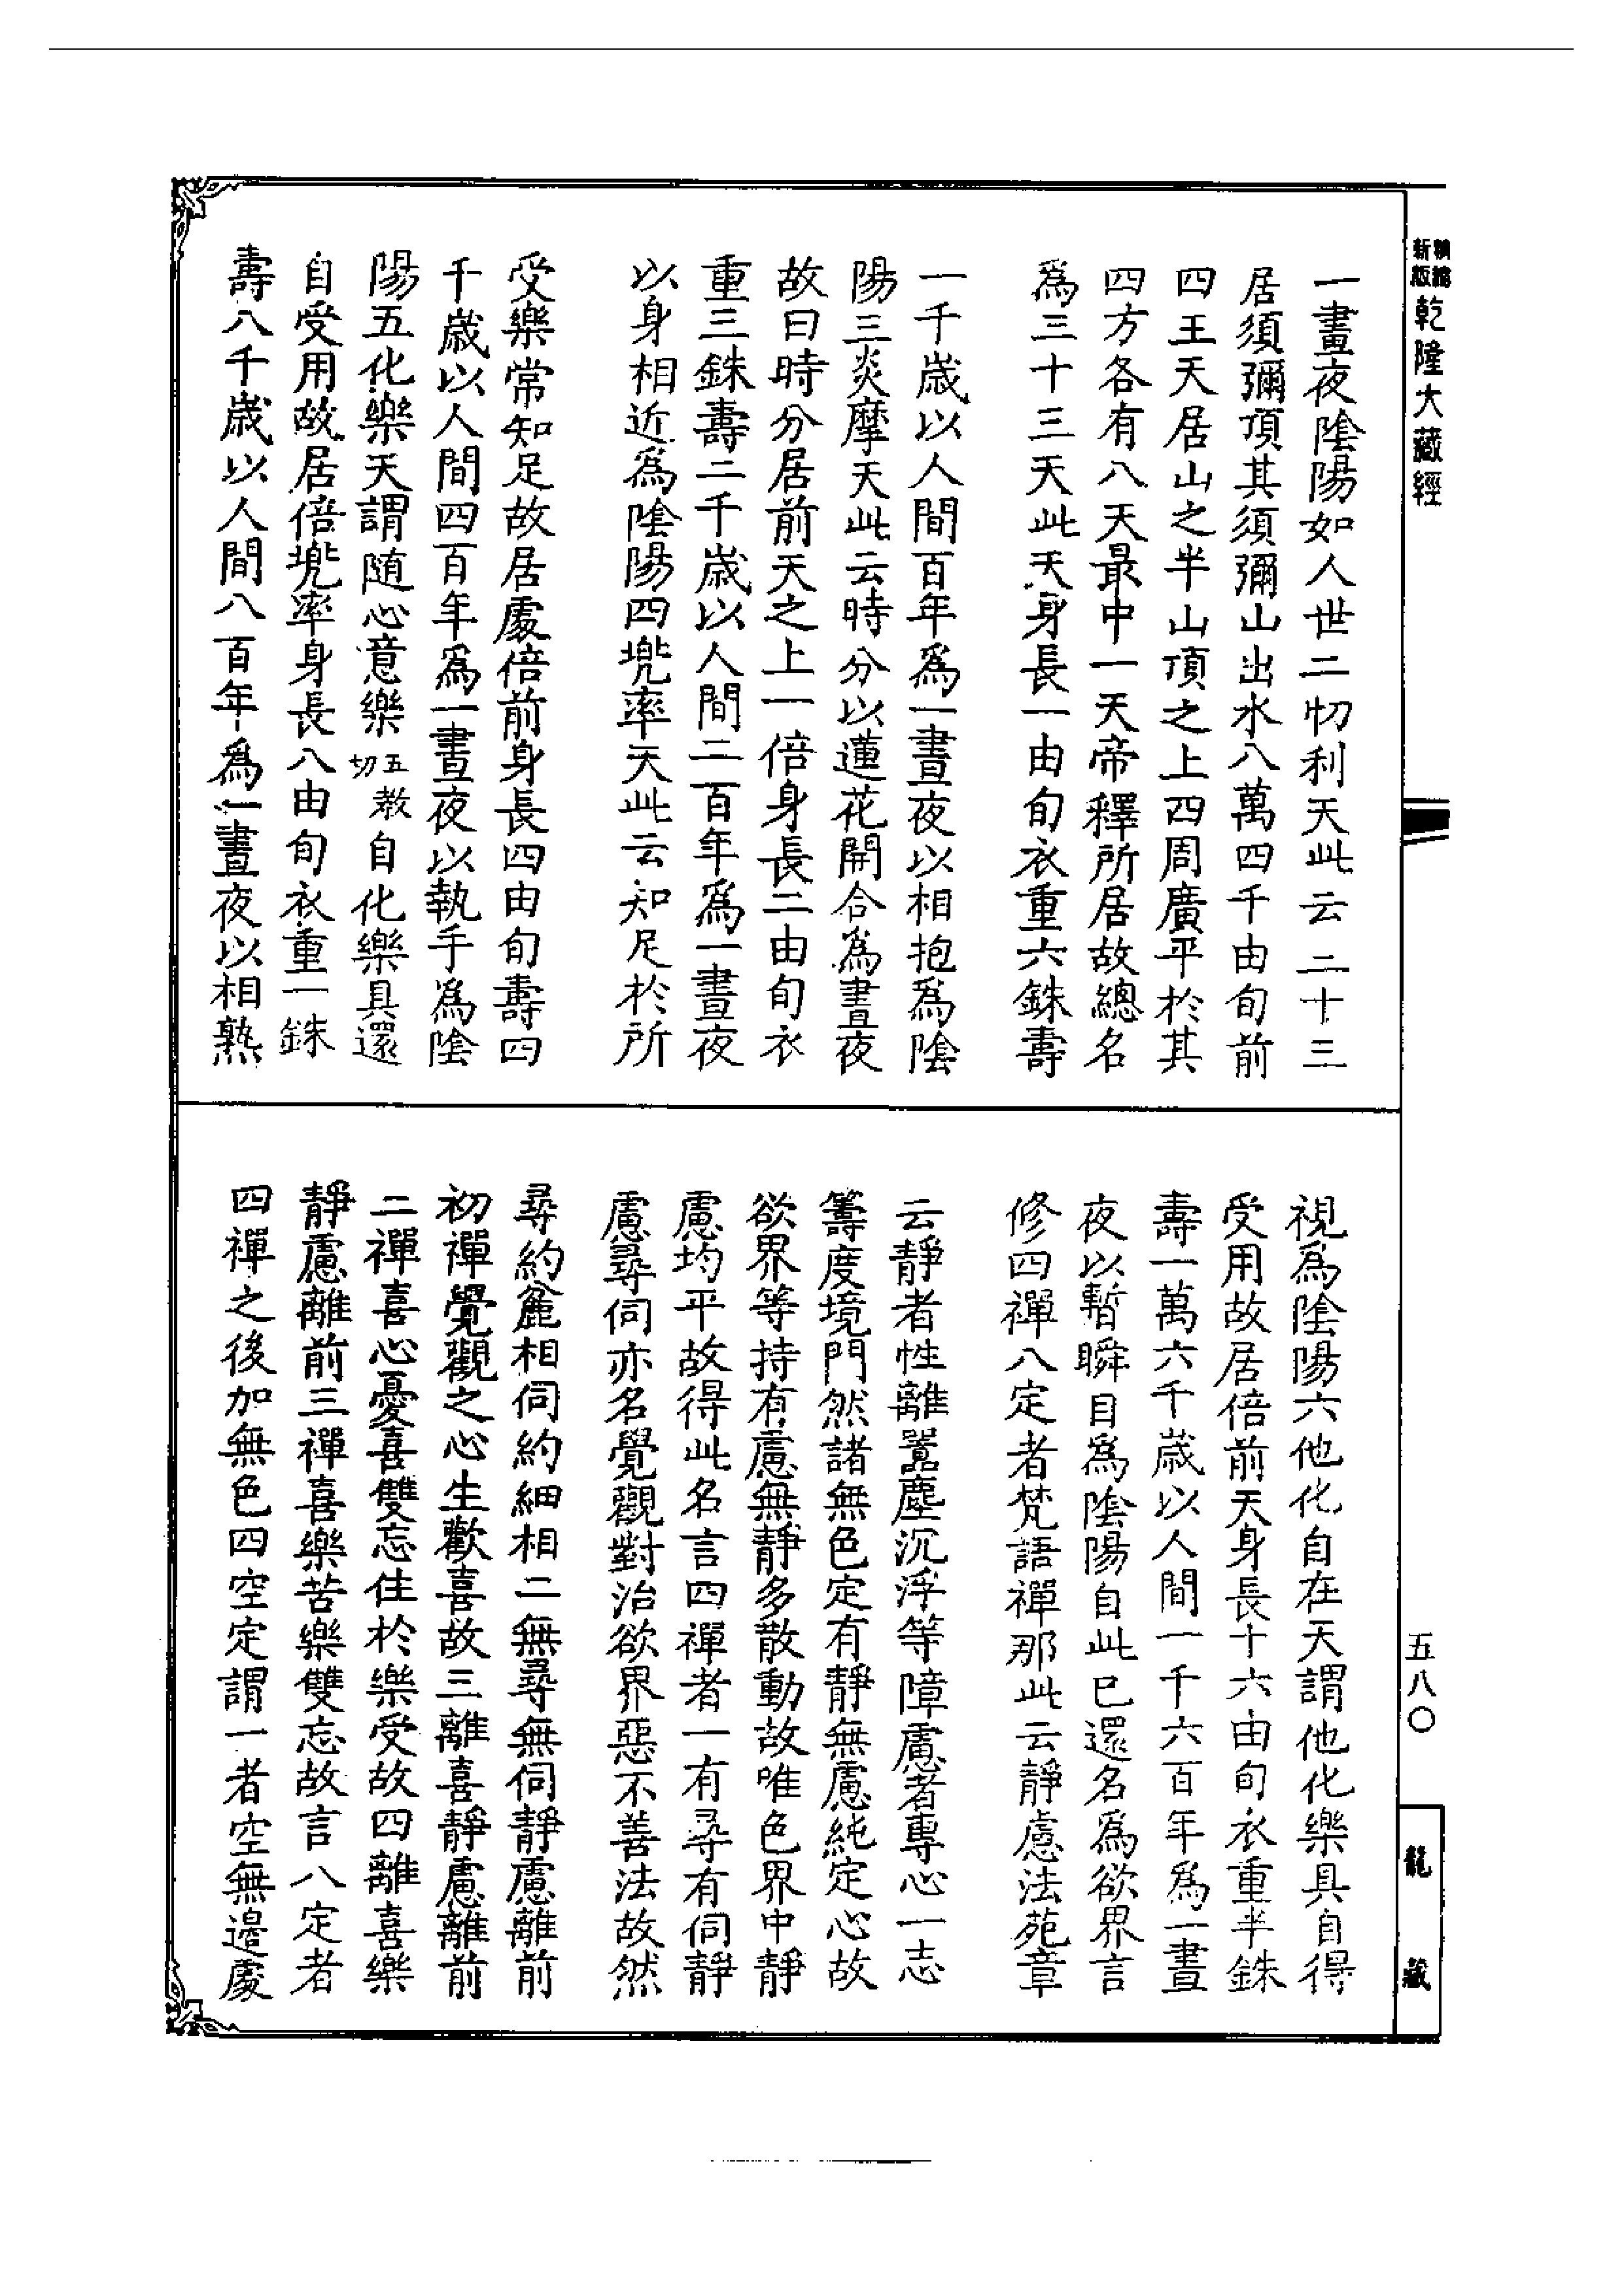 精緻新版乾隆大藏經
一晝夜陰陽如人世二忉利天此云二十三
居須彌頂其須彌山出水八萬四千由旬前
四王天居山之半山頂之上四周廣平於其
四方各有八天最中一天帝釋所居故總名
為三十三天此天身長一由旬衣重六銖壽
一千歲以人間百年為一晝夜以相抱為陰
陽三炎摩天此云時分以蓮花開合為晝夜
故曰時分居前天之上一倍身長二由旬衣
重三銖壽二千歲以人間二百年為一晝夜
以身相近為陰陽四兠率天此云知足於所
受樂常知足故居處倍前身長四由旬壽四
千歲以人間四百年為一晝夜以執手為陰
陽五化樂天謂隨心意樂五教切自化樂具還
自受用故居倍兠率身長八由旬衣重一銖
壽八千歲以人間八百年為一晝夜以相熟
視為陰陽六他化自在天謂他化樂具自得
受用故居倍前天身長十六由旬衣重半銖
壽一萬六千歲以人間一千六百年為一晝
夜以暫瞬目為陰陽自此已還名為欲界言
修四禪八定者梵語禪那此云靜慮法苑章
云靜者性離囂塵沉浮等障慮者專心一志
籌度境門然諸無色定有靜無慮純定心故
欲界等持有慮無靜多散動故唯色界中靜
慮均平故得此名言四禪者一有尋有伺靜
慮尋伺亦名覺觀對治欲界惡不善法故然
尋約麤相伺約細相二無尋無伺靜慮離前
初禪覺觀之心生歡喜故三離喜靜慮離前
二禪喜心憂喜雙忘住於樂受故四離喜樂
靜慮離前三禪喜樂苦樂雙忘故言八定者
四禪之後加無色四空定謂一者空無邊處
五八〇
龍藏